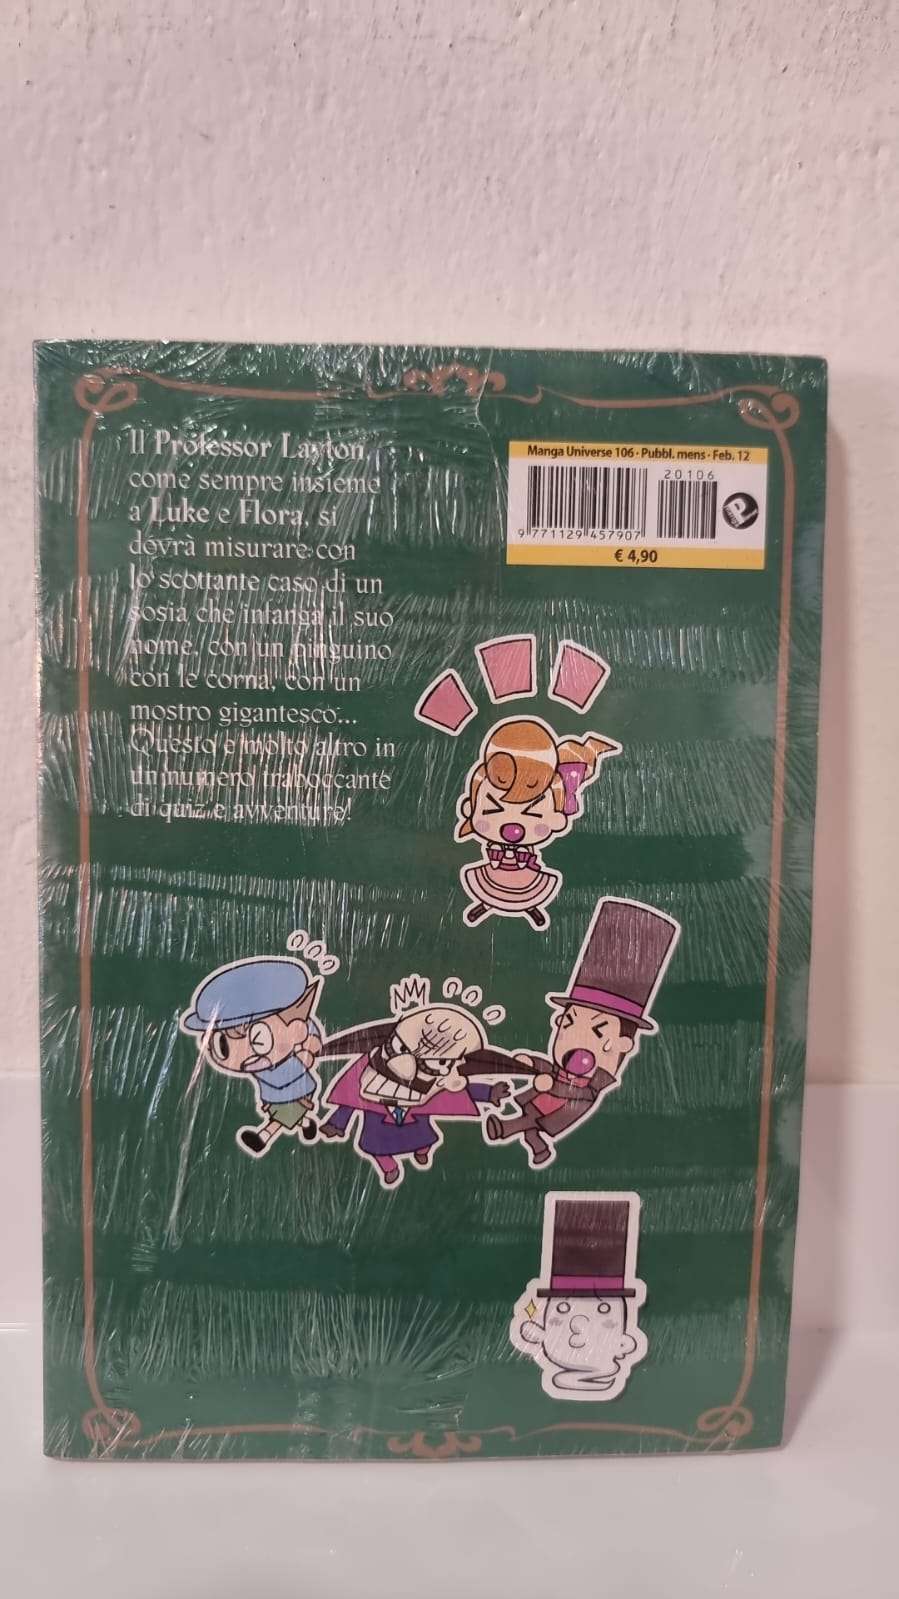 Il Professor Layton,
come sempre insieme
a Luke e Flora, si
dovrà misurare con
lo scottante caso di un
sosia che infanga il suo
nome, con un pinguino
con le corna, con un
mostro gigantesco...
Questo e molto altro in
un numero traboccante
di quiz e avventure!
Manga Universe 106 · Pubbl. mens · Feb. 12
20106
9 771129 457907
€ 4,90